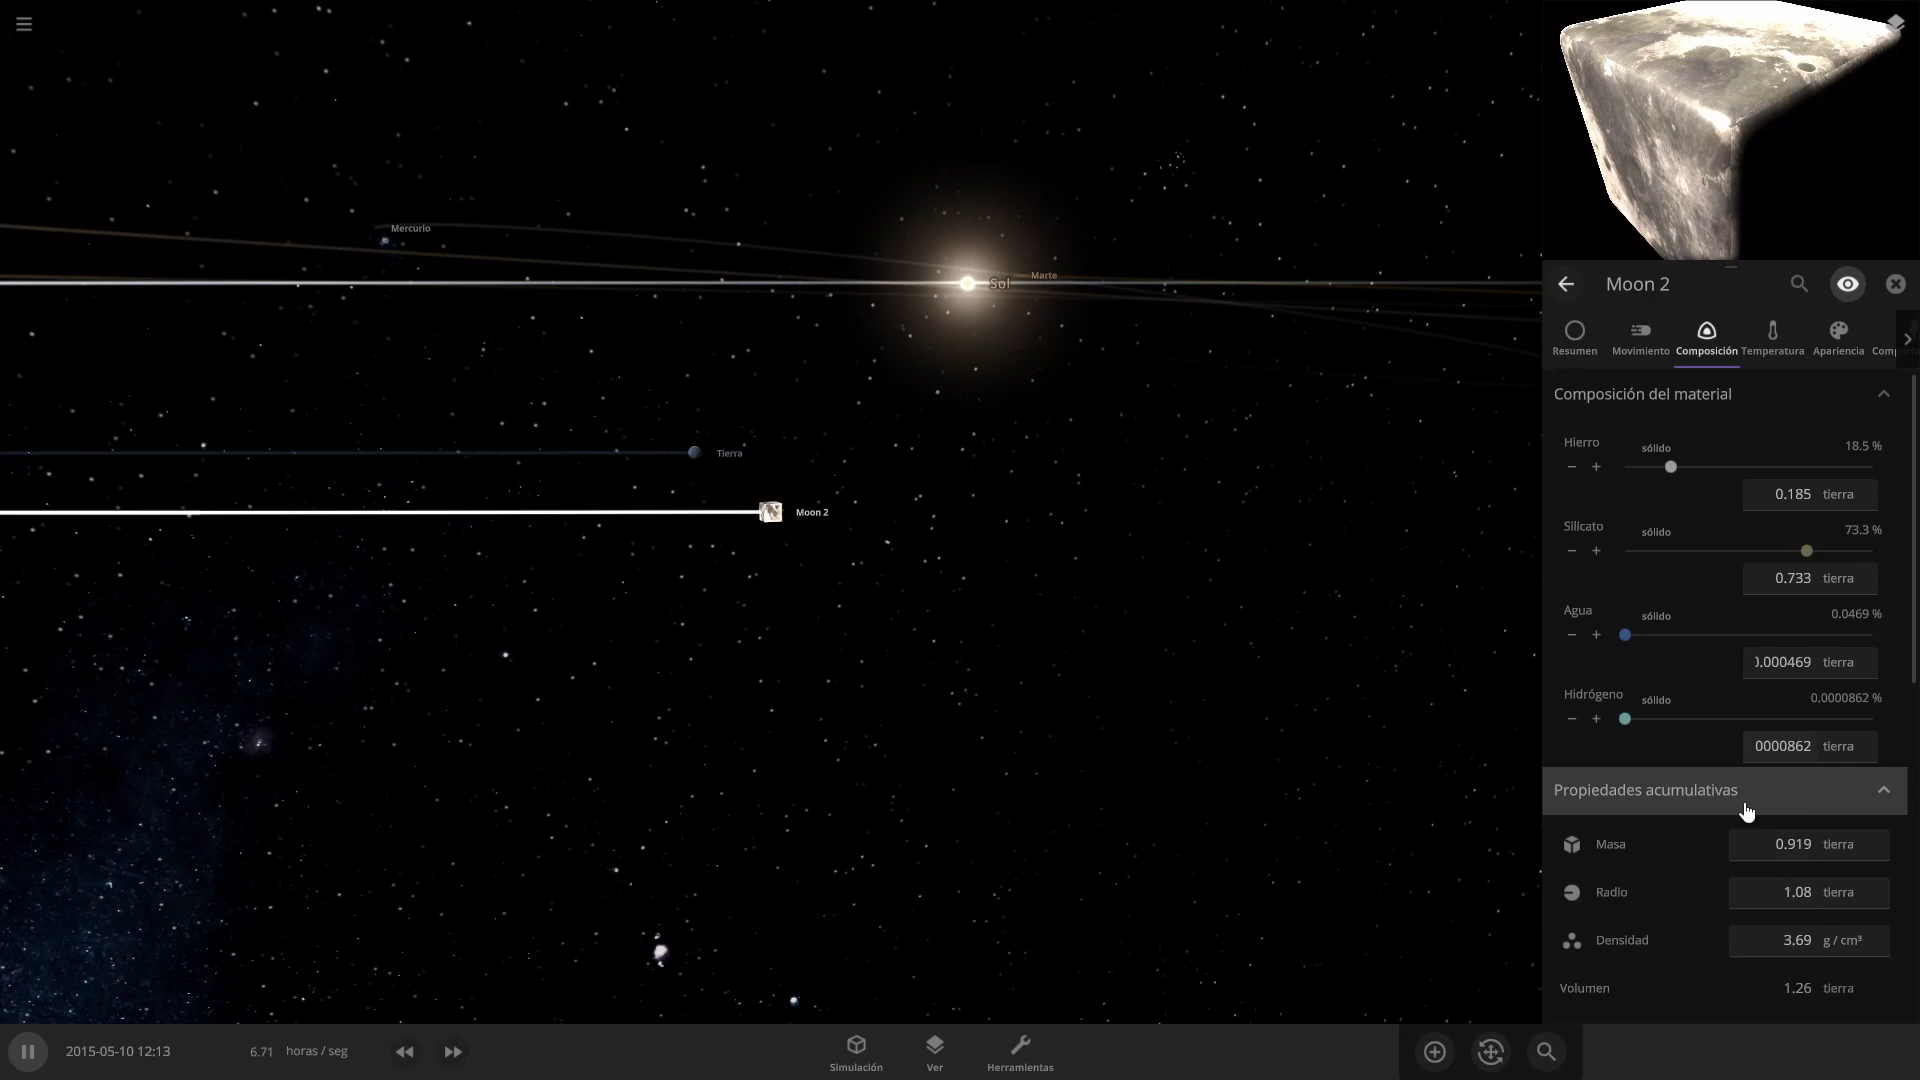 Mercurio
Sol
Marte
Tierra
Moon 2
Moon 2
Resumen
Movimiento
Composición
Temperatura
Apariencia
Comp
Composición del material
Hierro
sólido
18.5 %
0.185 tierra
Silicato
sólido
73.3 %
0.733 tierra
Agua
sólido
0.0469 %
0.000469 tierra
Hidrógeno
sólido
0.0000862 %
0000862 tierra
Propiedades acumulativas
Masa 0.919 tierra
Radio 1.08 tierra
Densidad 3.69 g / cm³
Volumen 1.26 tierra
2015-05-10 12:13
6.71 horas / seg
Simulación
Ver
Herramientas